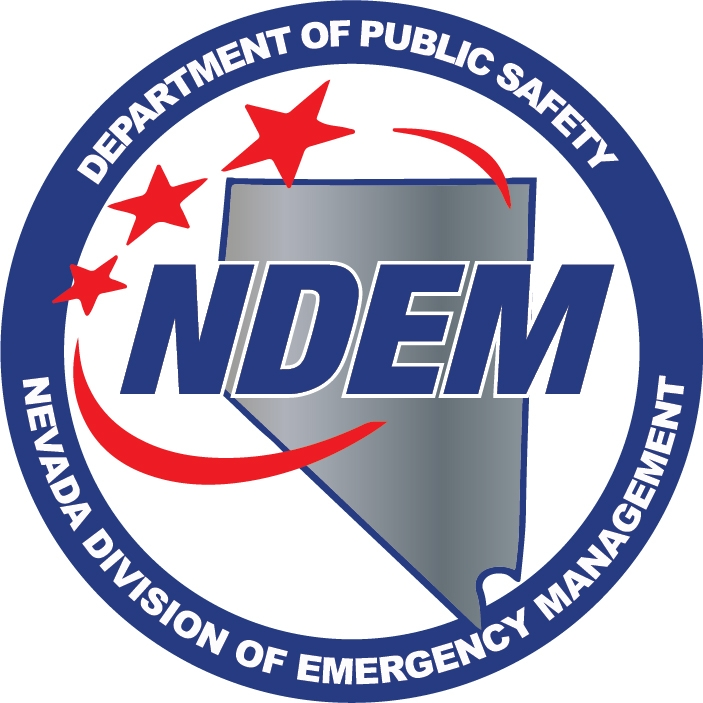 DEPARTMENT OF PUBLIC SAFETY
NDEM
NEVADA DIVISION OF EMERGENCY MANAGEMENT